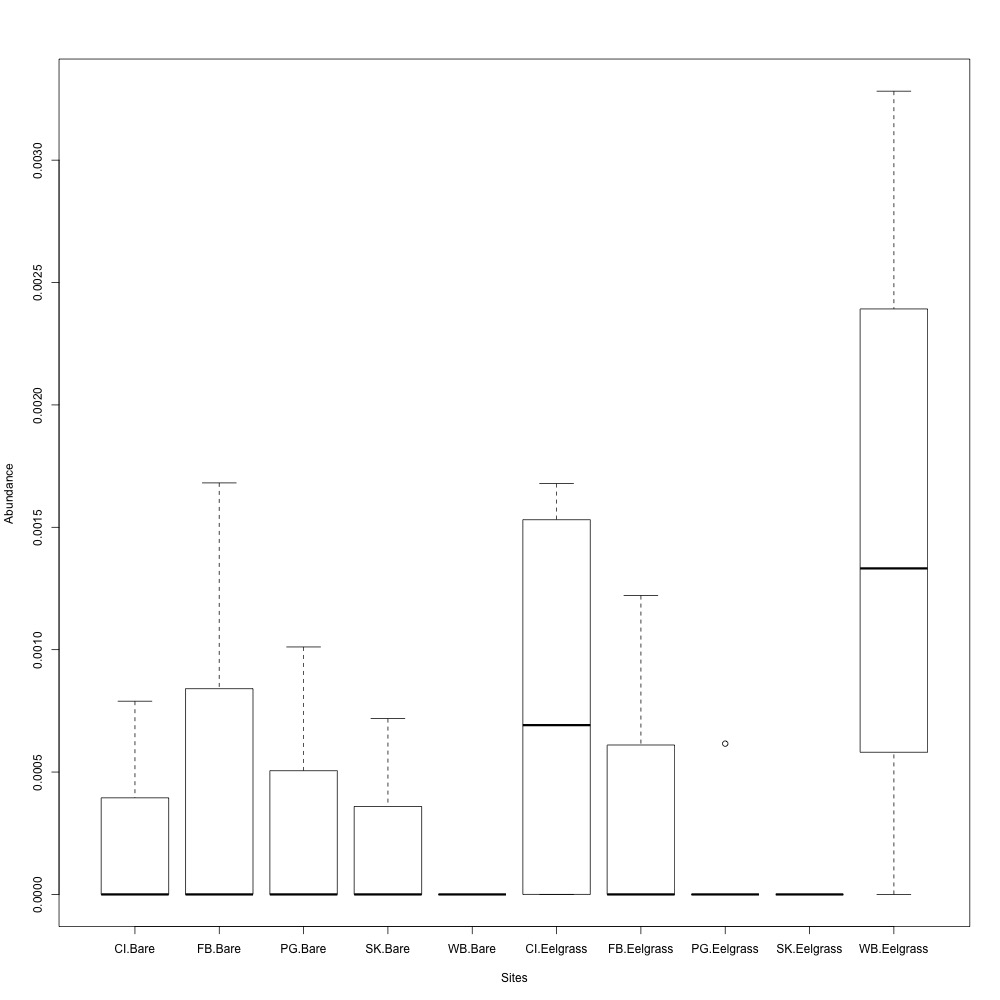 Abundance
0.0030
0.0025
0.0020
0.0015
0.0010
0.0005
0.0000
CI.Bare FB.Bare PG.Bare SK.Bare WB.Bare CI.Eelgrass FB.Eelgrass PG.Eelgrass SK.Eelgrass WB.Eelgrass
Sites